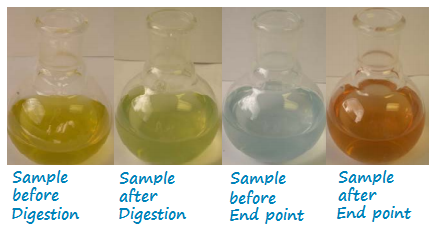 Sample
before
Digestion
Sample
after
Digestion
Sample
before
End point
Sample
after
End point